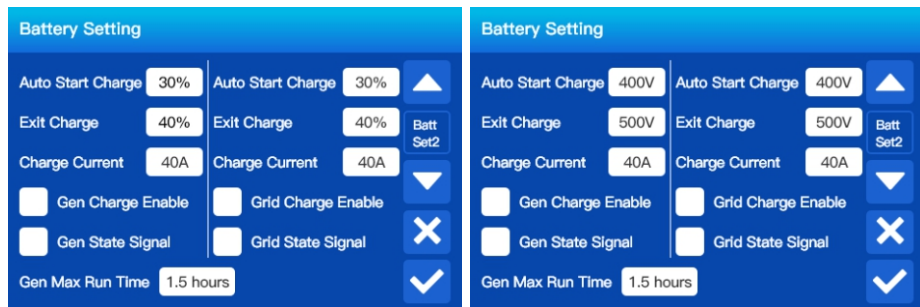 Battery Setting
Auto Start Charge 30% Auto Start Charge 30%
Exit Charge 40% Exit Charge 40% Batt
Set2
Charge Current 40A Charge Current 40A
Gen Charge Enable Grid Charge Enable
Gen State Signal Grid State Signal
Gen Max Run Time 1.5 hours
Battery Setting
Auto Start Charge 400V Auto Start Charge 400V
Exit Charge 500V Exit Charge 500V Batt
Set2
Charge Current 40A Charge Current 40A
Gen Charge Enable Grid Charge Enable
Gen State Signal Grid State Signal
Gen Max Run Time 1.5 hours